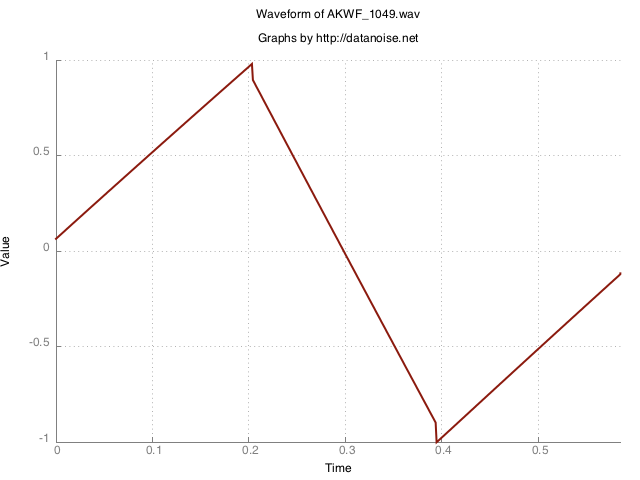 Waveform of AKWF_1049.wav
Graphs by http://datanoise.net
1
0.5
0
-0.5
-1
Value
0 0.1 0.2 0.3 0.4 0.5
Time